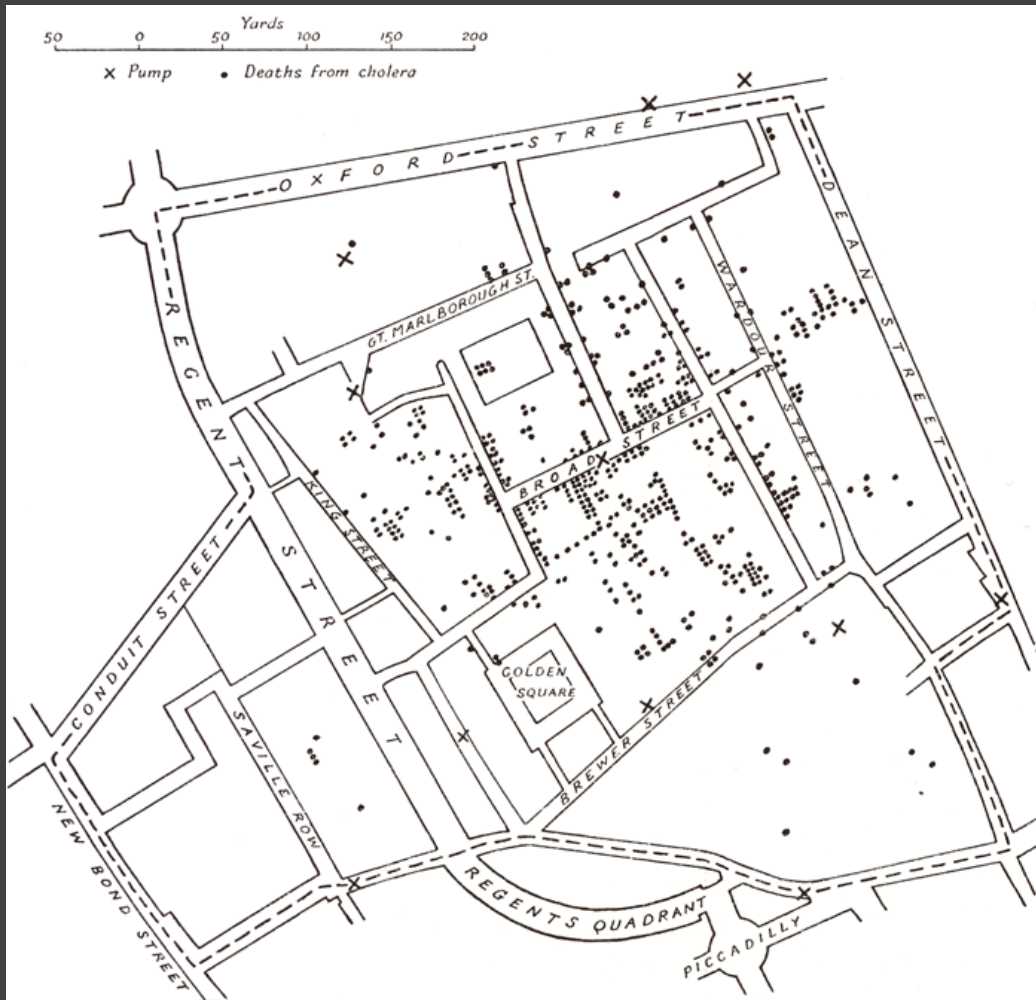 Yards
50 0 50 100 150 200
× Pump • Deaths from cholera
OXFORD STREET
DEAN STREET
REGENT STREET
WARDOUR STREET
GT. MARLBOROUGH ST.
BROAD STREET
KING STREET
CONDUIT STREET
GOLDEN
SQUARE
SAVILLE ROW
BREWER STREET
NEW BOND STREET
REGENTS QUADRANT
PICCADILLY